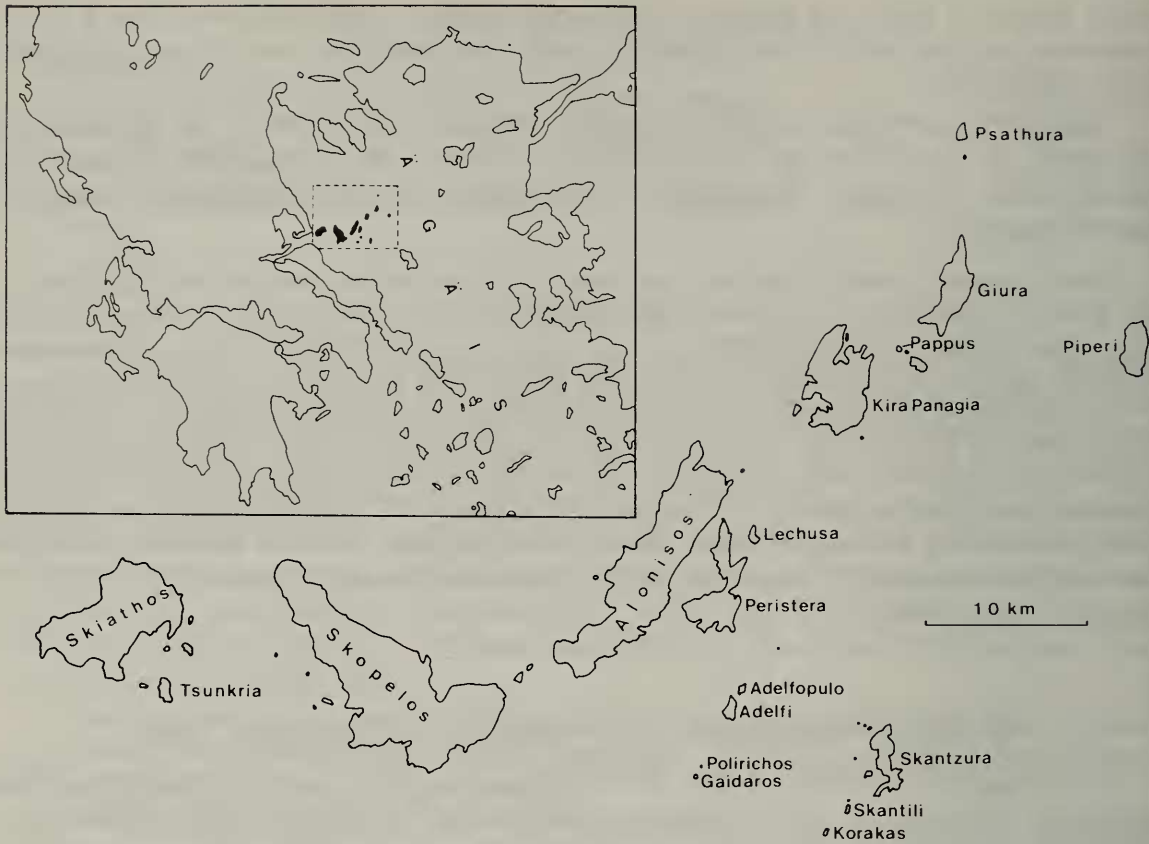 Psathura
Giura
Pappus
Piperi
Kira Panagia
ÄGÄIS
Lechusa
Alonisos
Peristera
10 km
Skiathos
Skopelos
Tsunkria
Adelfopulo
Adelfi
Polirichos
Skantzura
Gaidaros
Skantili
Korakas